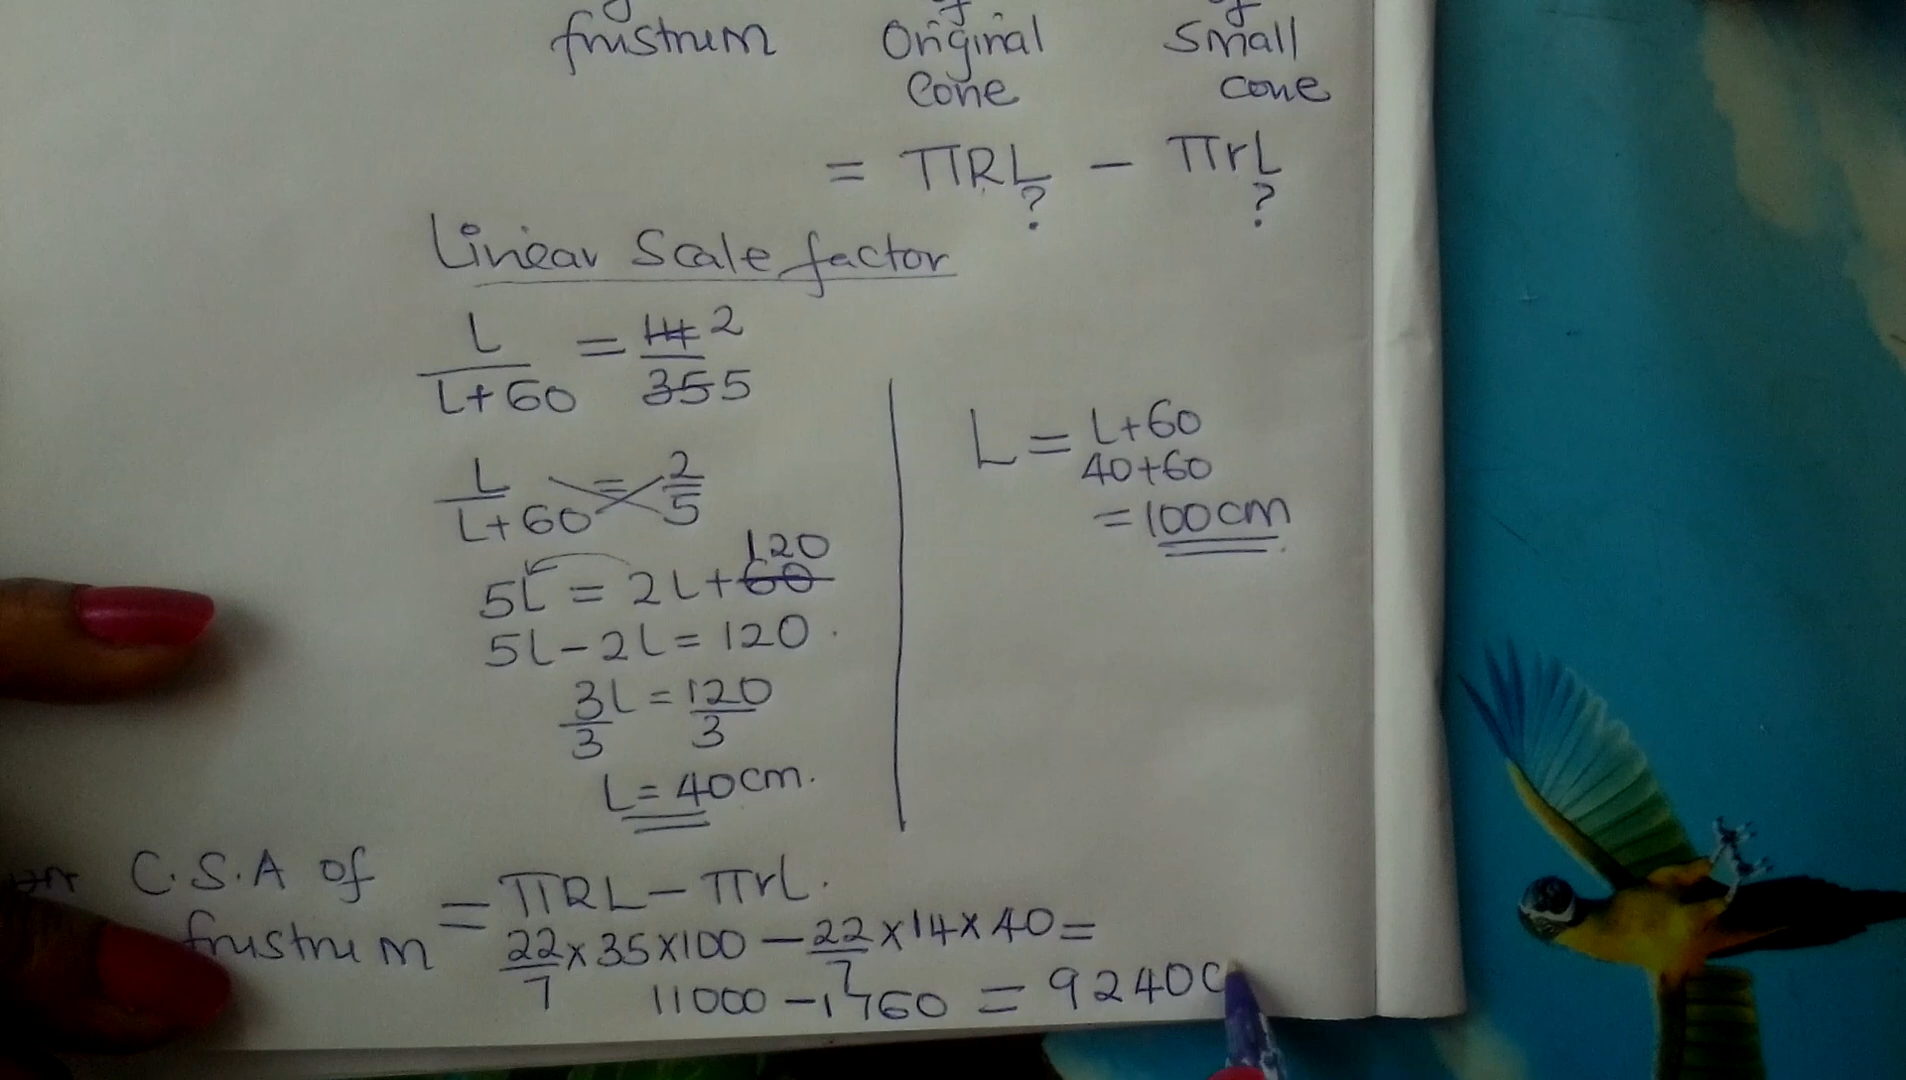 frustrum Original Small
Cone cone
= πRL - πrL
? ?
Linear Scale factor
L/L+60 = 14 2/35 5
L/L+60 = 2/5
5L = 2L+60 120
5L-2L = 120.
3L/3 = 120/3
L = 40cm.
L = L+60
40+60
= 100cm.
C.S.A of
frustrum = πRL - πrL.
22/7 x 35 x 100 - 22/7 x 14 x 40 =
11000 - 1760 = 9240c